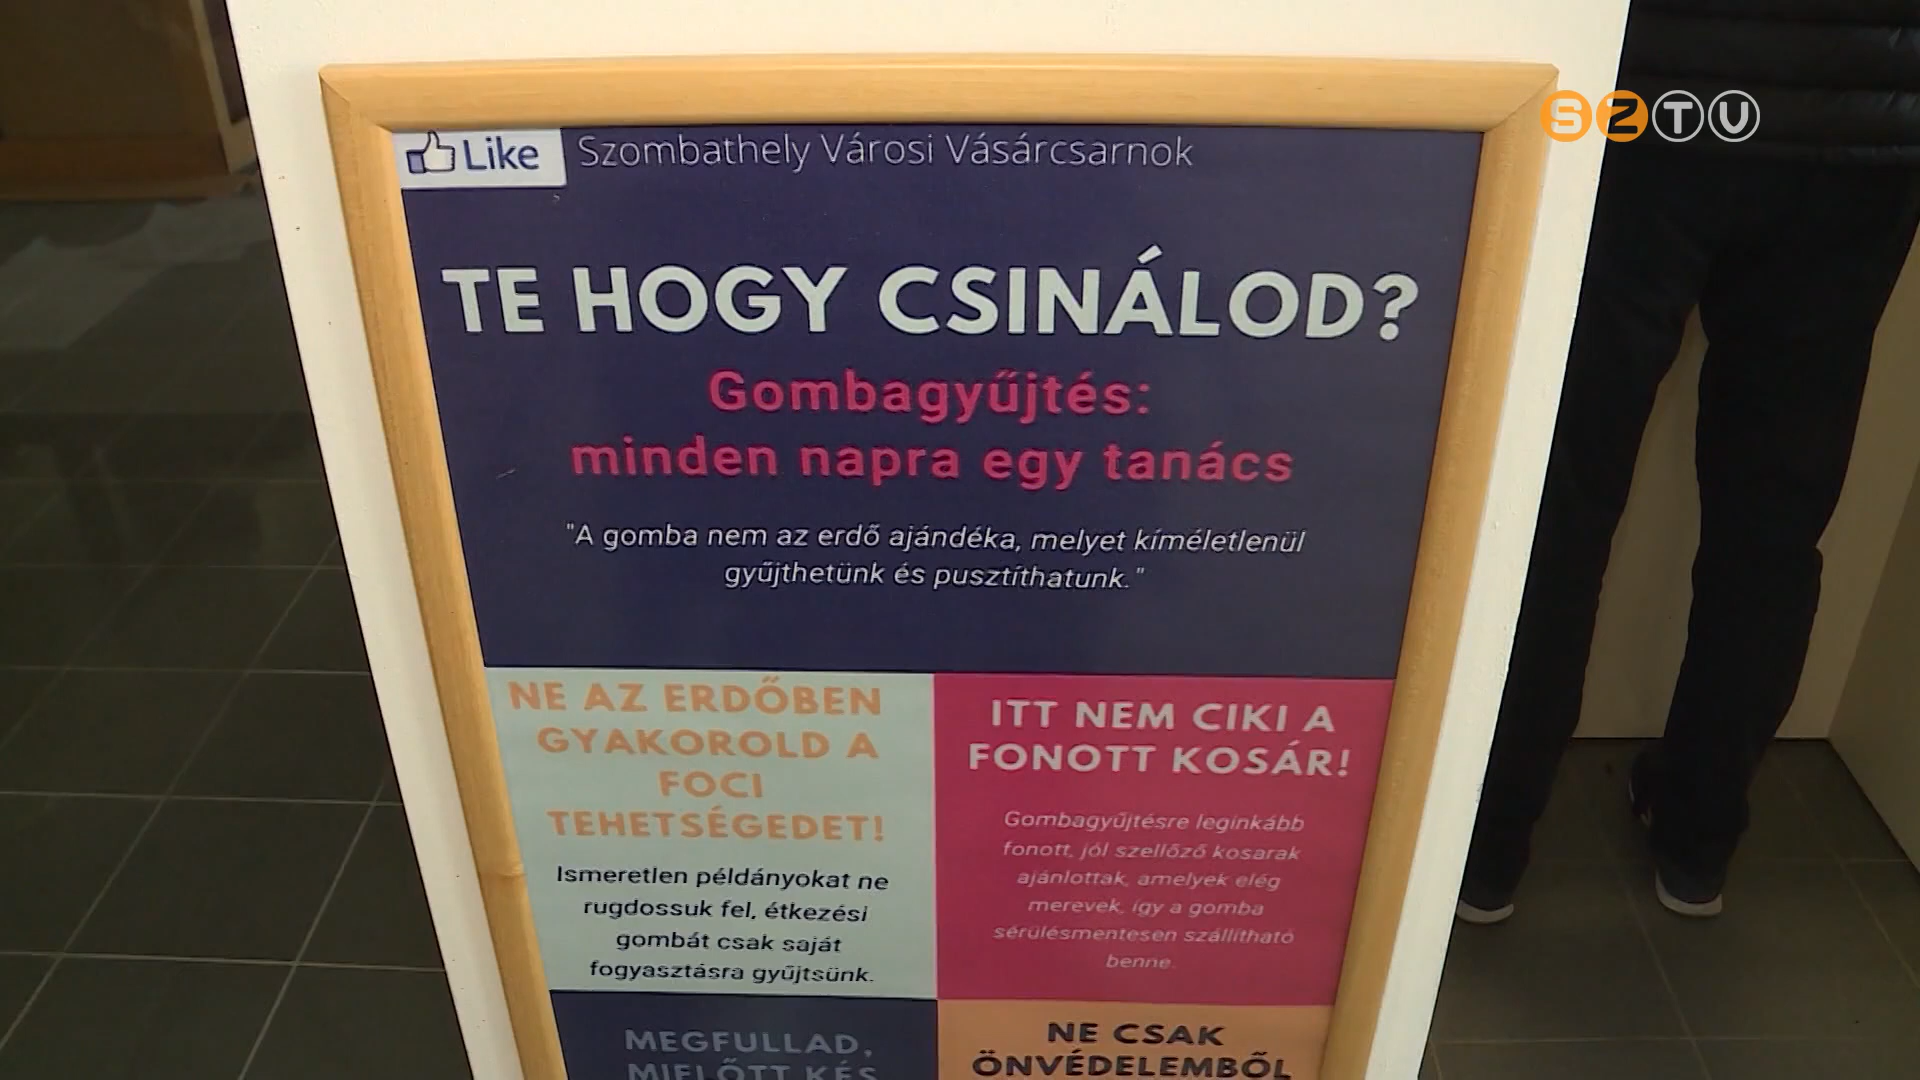 SZTV
Like Szombathely Városi Vásárcsarnok
TE HOGY CSINÁLOD?
Gombagyűjtés:
minden napra egy tanács
"A gomba nem az erdő ajándéka, melyet kíméletlenül
gyűjthetünk és pusztíthatunk."
NE AZ ERDŐBEN
GYAKOROLD A
FOCI
TEHETSÉGEDET!
Ismeretlen példányokat ne
rugdossuk fel, étkezési
gombát csak saját
fogyasztásra gyűjtsünk.
ITT NEM CIKI A
FONOTT KOSÁR!
Gombagyűjtésre leginkább
fonott, jól szellőző kosarak
ajánlottak, amelyek elég
merevek, így a gomba
sérülésmentesen szállítható
benne.
MEGFULLAD,
MIELŐTT KÉS
NE CSAK
ÖNVÉDELEMBŐL